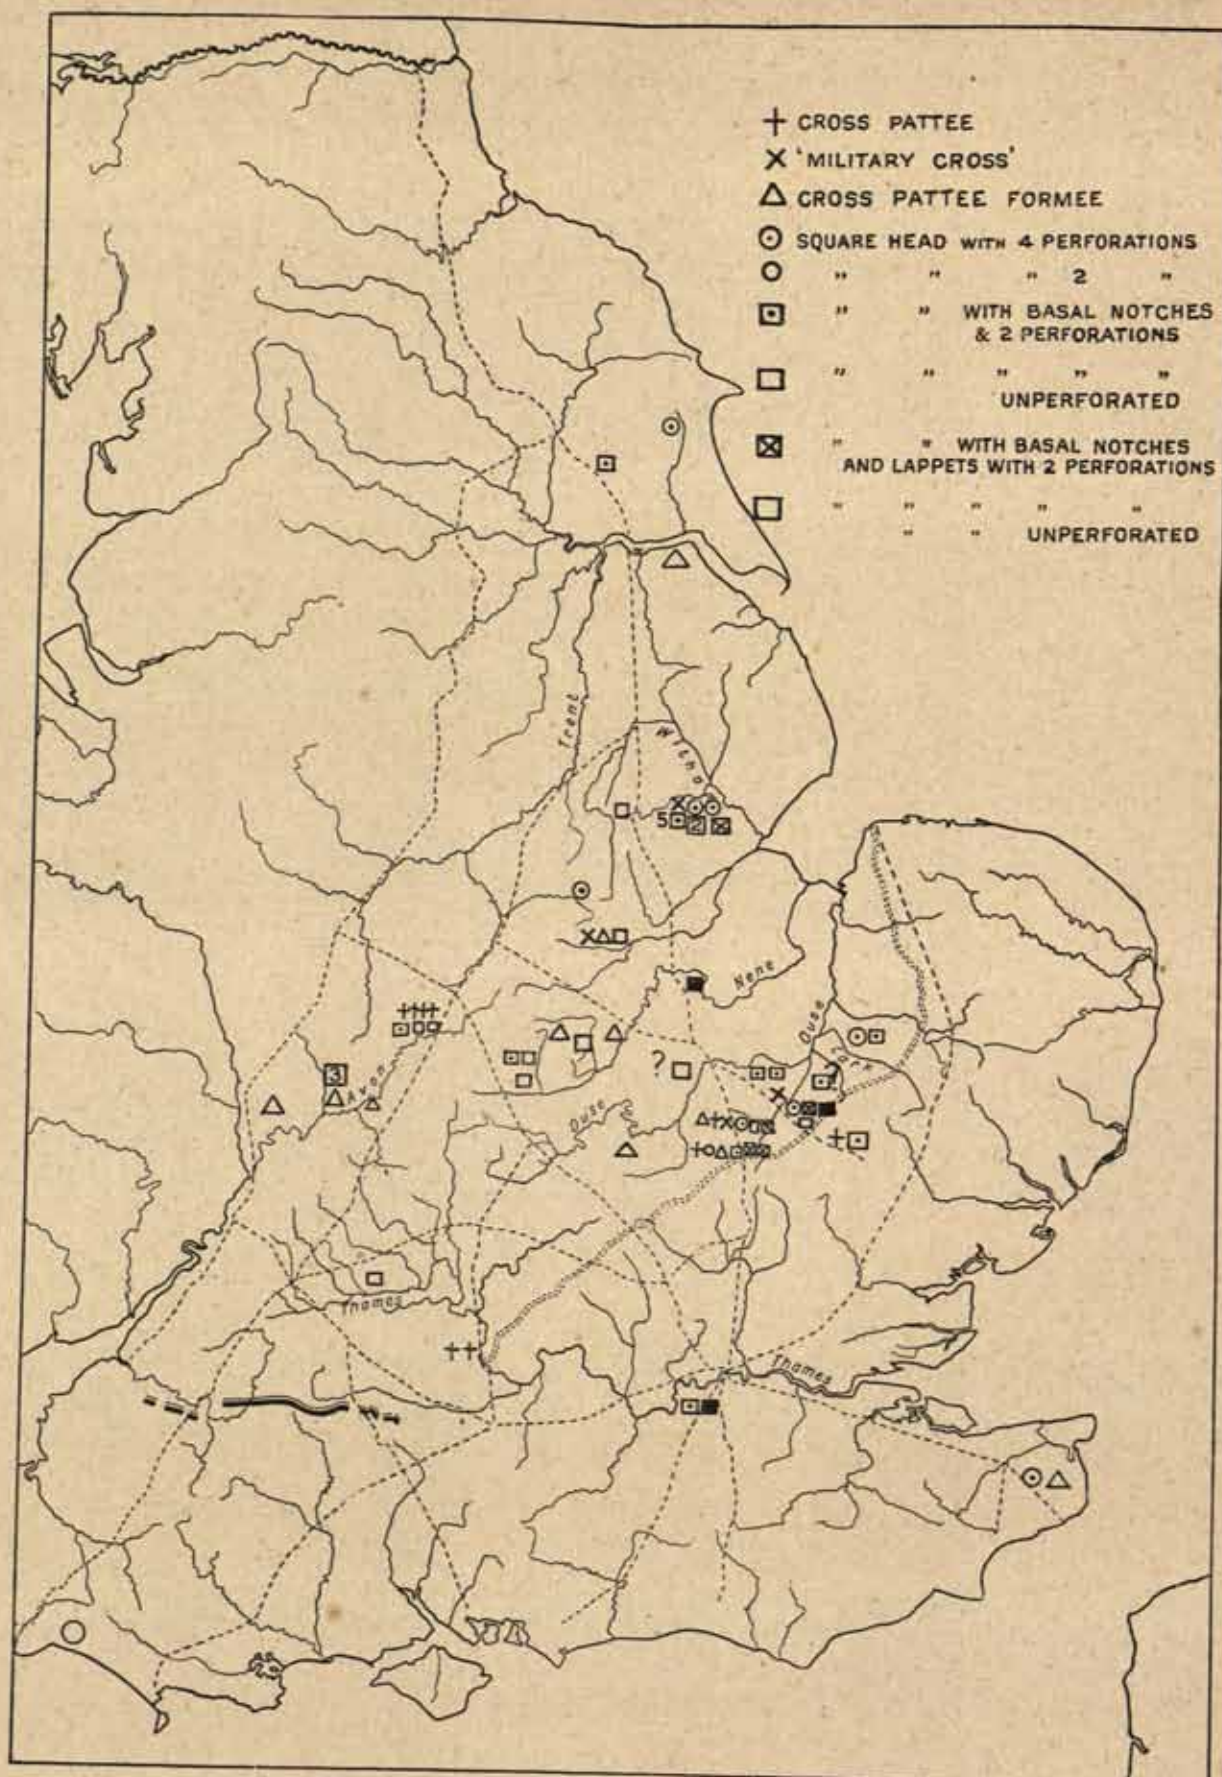 CROSS PATTEE
'MILITARY CROSS'
CROSS PATTEE FORMEE
SQUARE HEAD WITH 4 PERFORATIONS
" " " 2 "
" " WITH BASAL NOTCHES
& 2 PERFORATIONS
" " " " "
UNPERFORATED
" " WITH BASAL NOTCHES
AND LAPPETS WITH 2 PERFORATIONS
" " " " "
" " UNPERFORATED
Trent
Witha
5 2
Nene
Ouse
Lark
3
Avon
?
?
Ouse
Thames
Thames